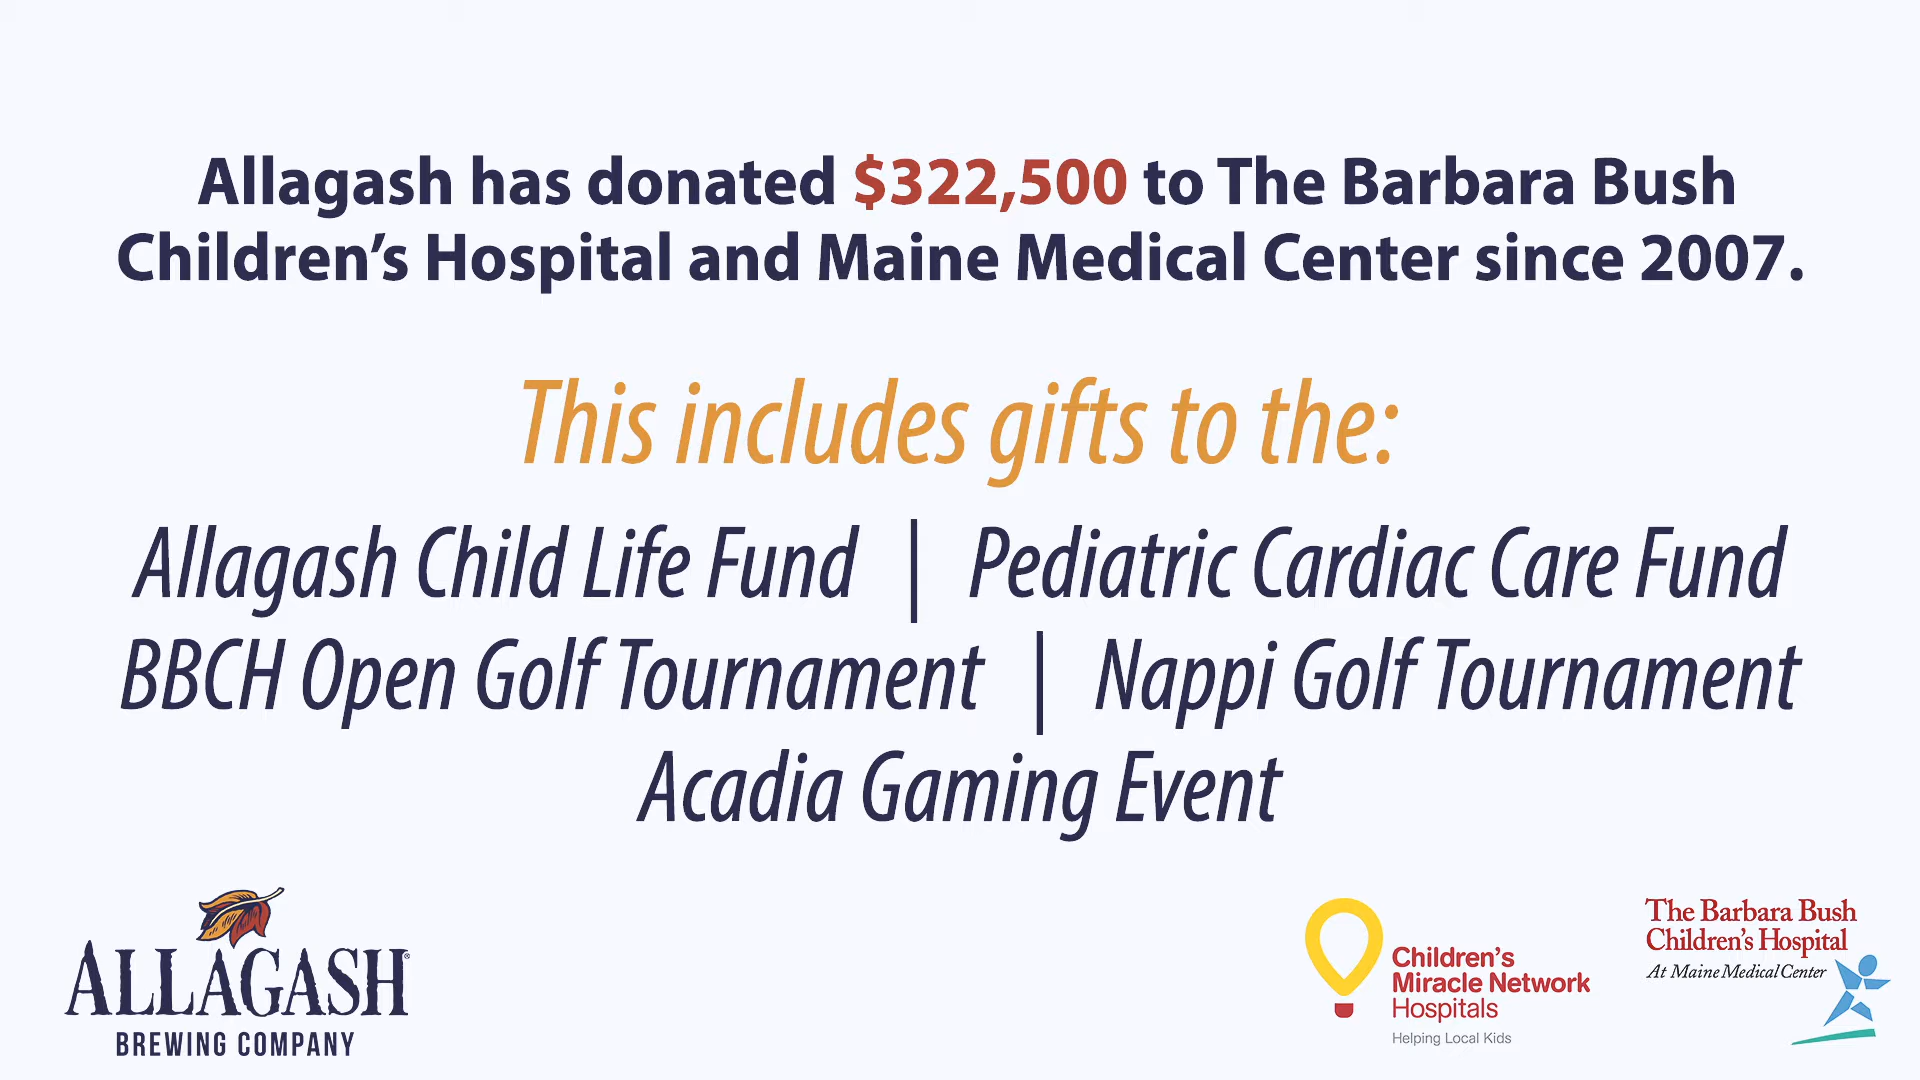 Allagash has donated $322,500 to The Barbara Bush
Children’s Hospital and Maine Medical Center since 2007.
This includes gifts to the:
Allagash Child Life Fund | Pediatric Cardiac Care Fund
BBCH Open Golf Tournament | Nappi Golf Tournament
Acadia Gaming Event
ALLAGASH®
BREWING COMPANY
Children’s
Miracle Network
Hospitals
Helping Local Kids
The Barbara Bush
Children’s Hospital
At Maine Medical Center